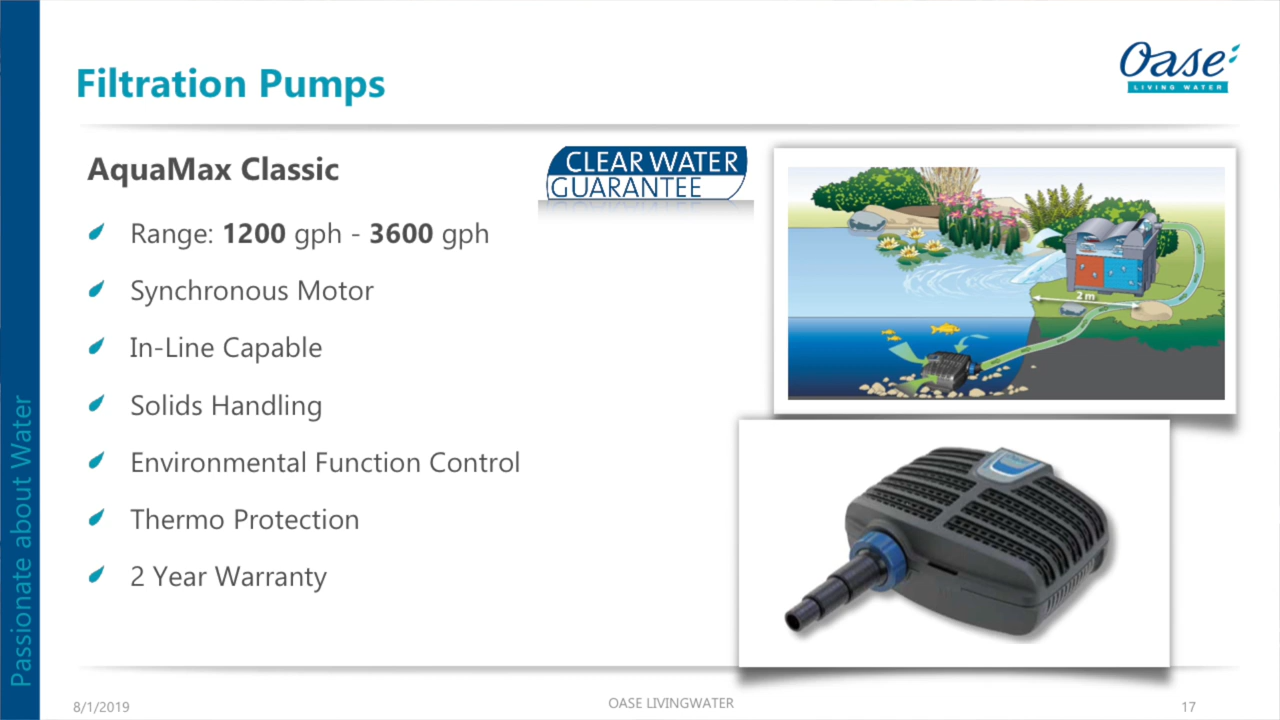 Filtration Pumps
Oase
LIVING WATER
AquaMax Classic
CLEAR WATER
GUARANTEE
Range: 1200 gph - 3600 gph
Synchronous Motor
In-Line Capable
Solids Handling
Environmental Function Control
Thermo Protection
2 Year Warranty
2 m
Passionate about Water
8/1/2019
OASE LIVINGWATER
17